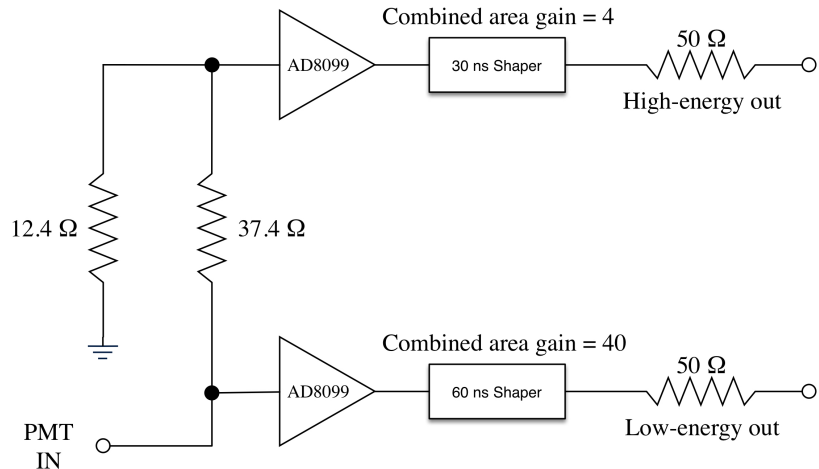 Combined area gain = 4
AD8099
30 ns Shaper
50 Ω
High-energy out
12.4 Ω
37.4 Ω
Combined area gain = 40
AD8099
60 ns Shaper
50 Ω
Low-energy out
PMT
IN